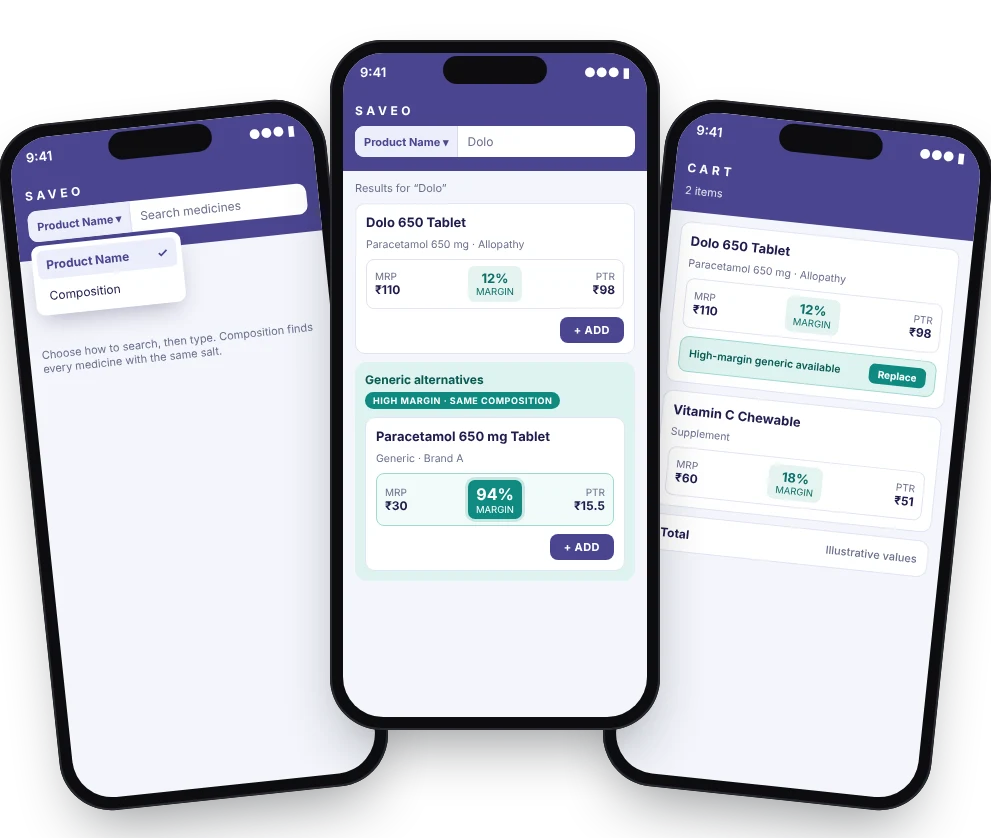 9:41
SAVEO
Product Name ▾
Search medicines
Product Name ✓
Composition
Choose how to search, then type. Composition finds
every medicine with the same salt.
9:41
SAVEO
Product Name ▾
Dolo
Results for “Dolo”
Dolo 650 Tablet
Paracetamol 650 mg · Allopathy
MRP
₹110
12%
MARGIN
PTR
₹98
+ ADD
Generic alternatives
HIGH MARGIN · SAME COMPOSITION
Paracetamol 650 mg Tablet
Generic · Brand A
MRP
₹30
94%
MARGIN
PTR
₹15.5
+ ADD
9:41
CART
2 items
Dolo 650 Tablet
Paracetamol 650 mg · Allopathy
MRP
₹110
12%
MARGIN
PTR
₹98
High-margin generic available
Replace
Vitamin C Chewable
Supplement
MRP
₹60
18%
MARGIN
PTR
₹51
Total
Illustrative values